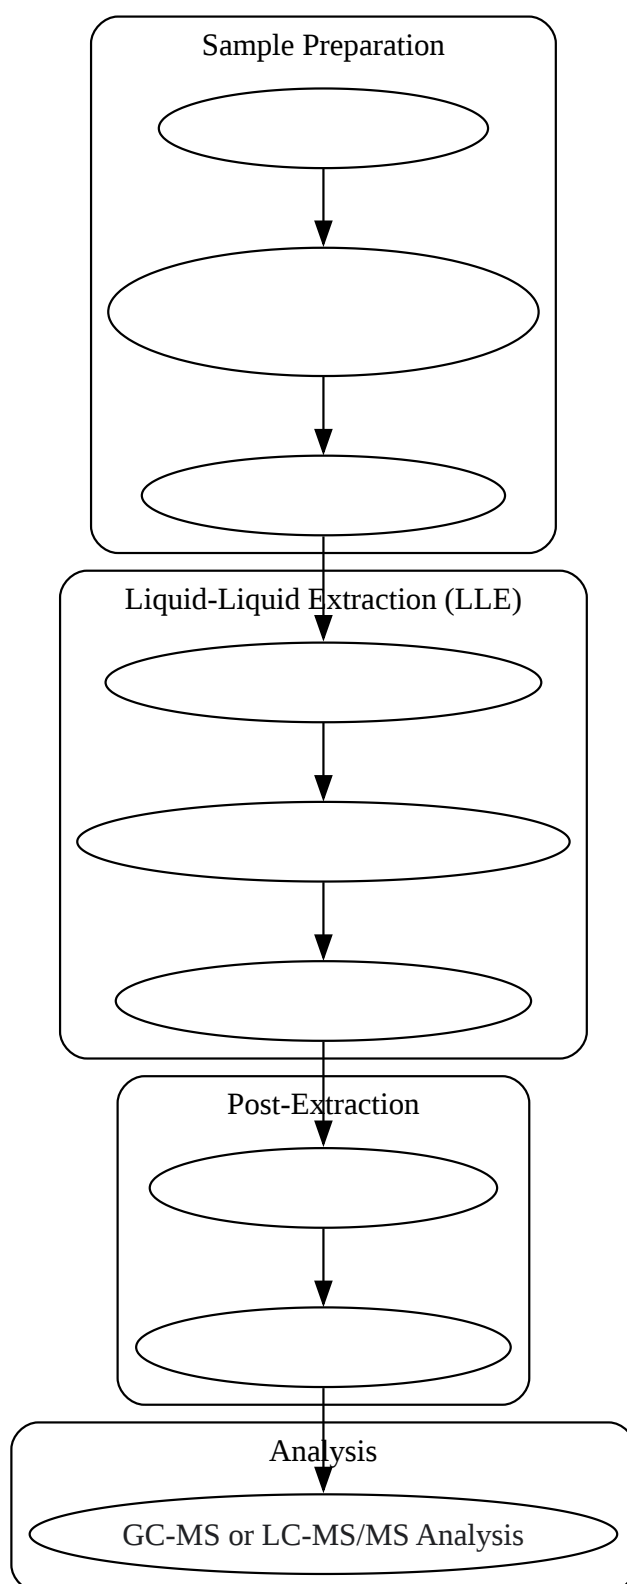 Sample Preparation
Liquid-Liquid Extraction (LLE)
Post-Extraction
Analysis
GC-MS or LC-MS/MS Analysis